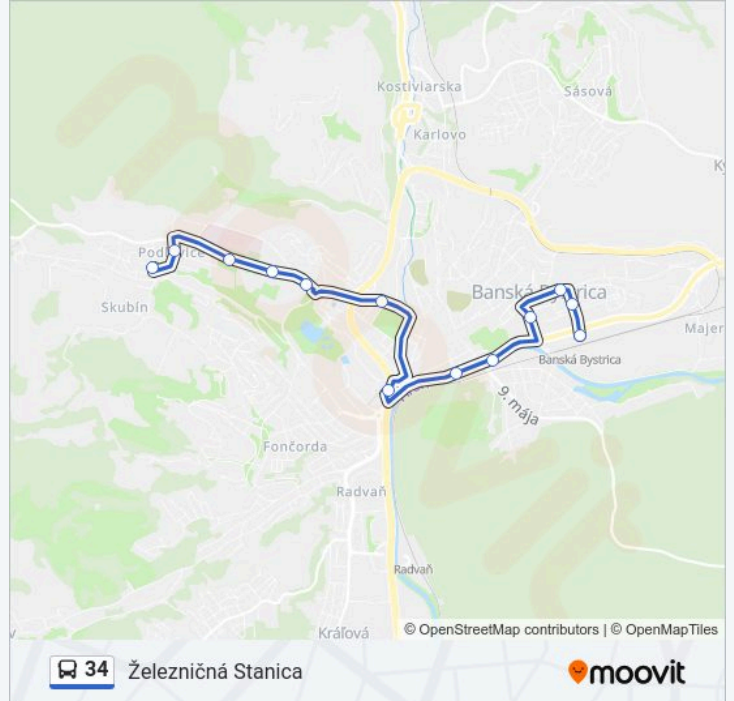 Kostiviarska
Sásová
Karlovo
Podlavice
Skubín
Banská Bystrica
Majer
Banská Bystrica
9. mája
Fončorda
Radvaň
Radvaň
Kráľová
© OpenStreetMap contributors | © OpenMapTiles
34 Železničná Stanica
moovit